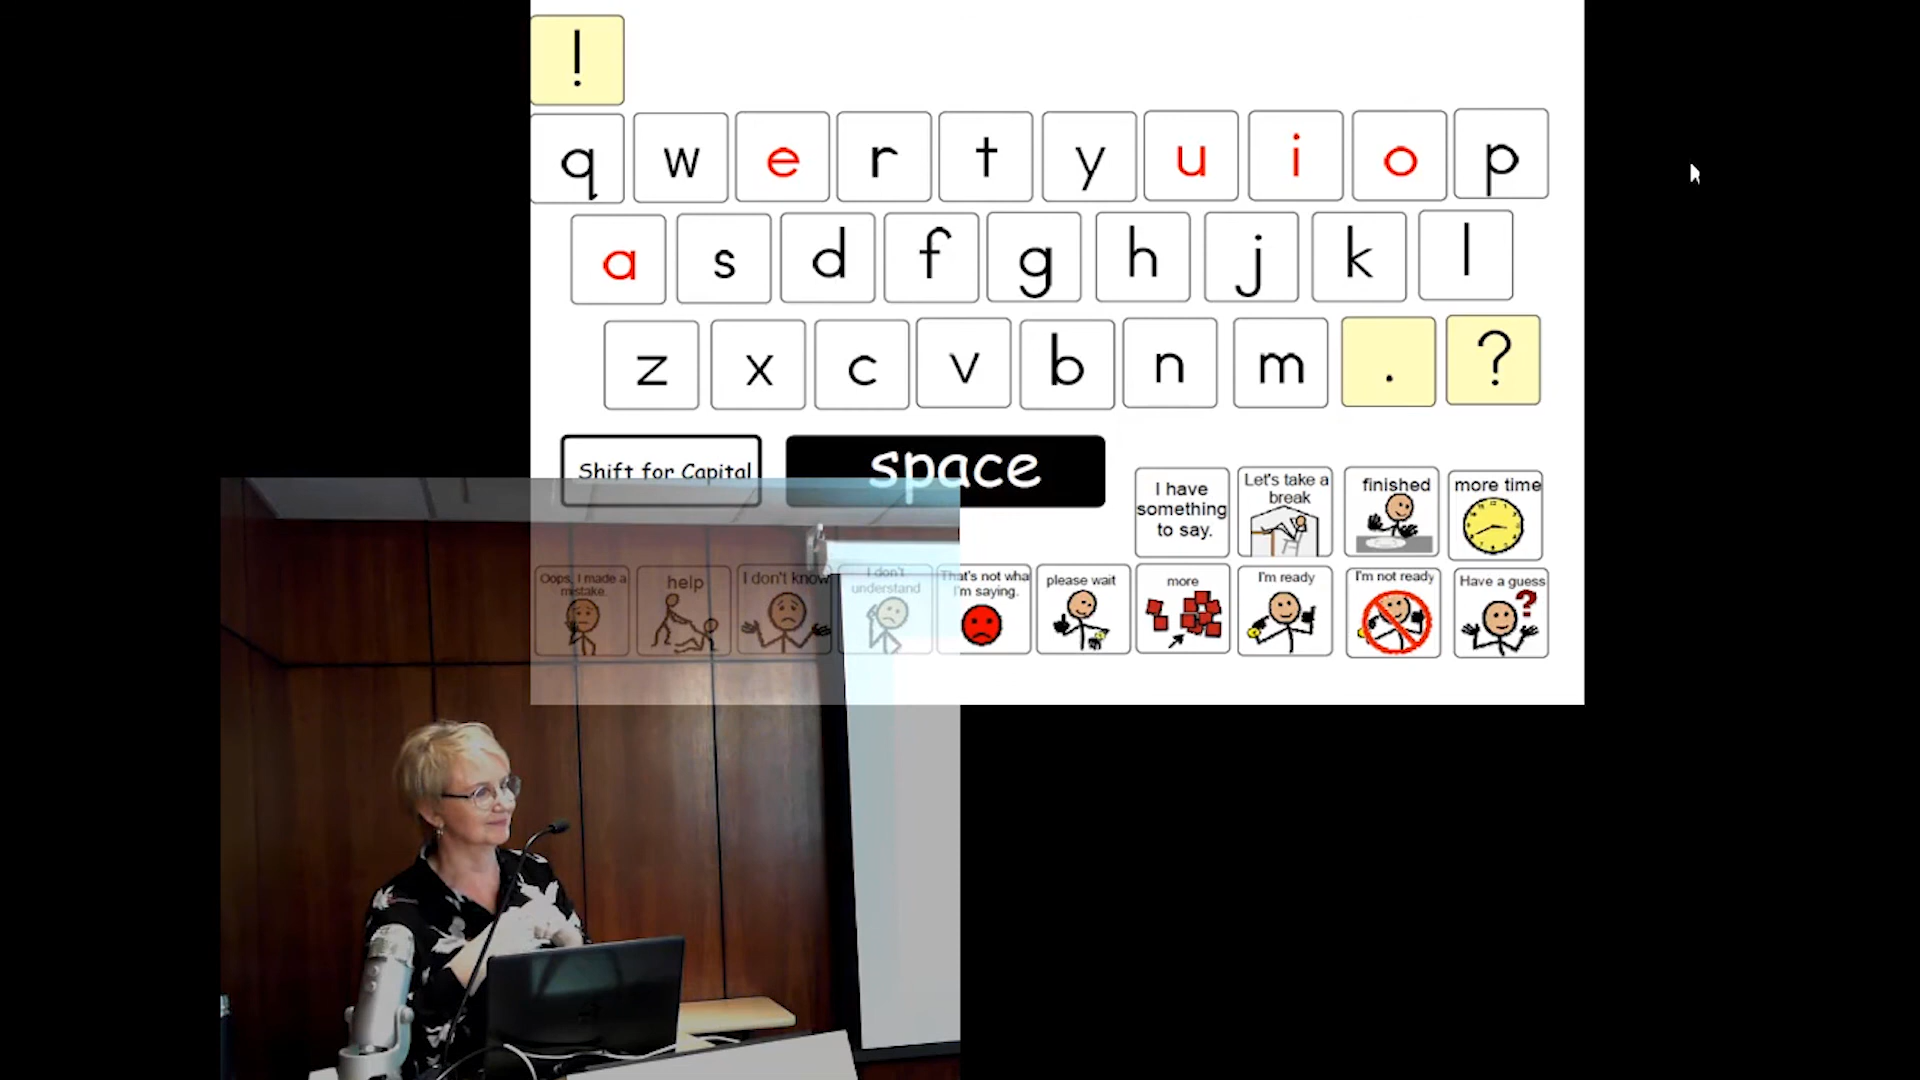 !
q w e r t y u i o p
a s d f g h j k l
z x c v b n m . ?
Shift for Capital
space
I have
something
to say.
Let's take a
break
finished
more time
Oops, I made a
mistake.
help
I don't know
I don't
understand
That's not wha
I'm saying.
please wait
more
I'm ready
I'm not ready
Have a guess